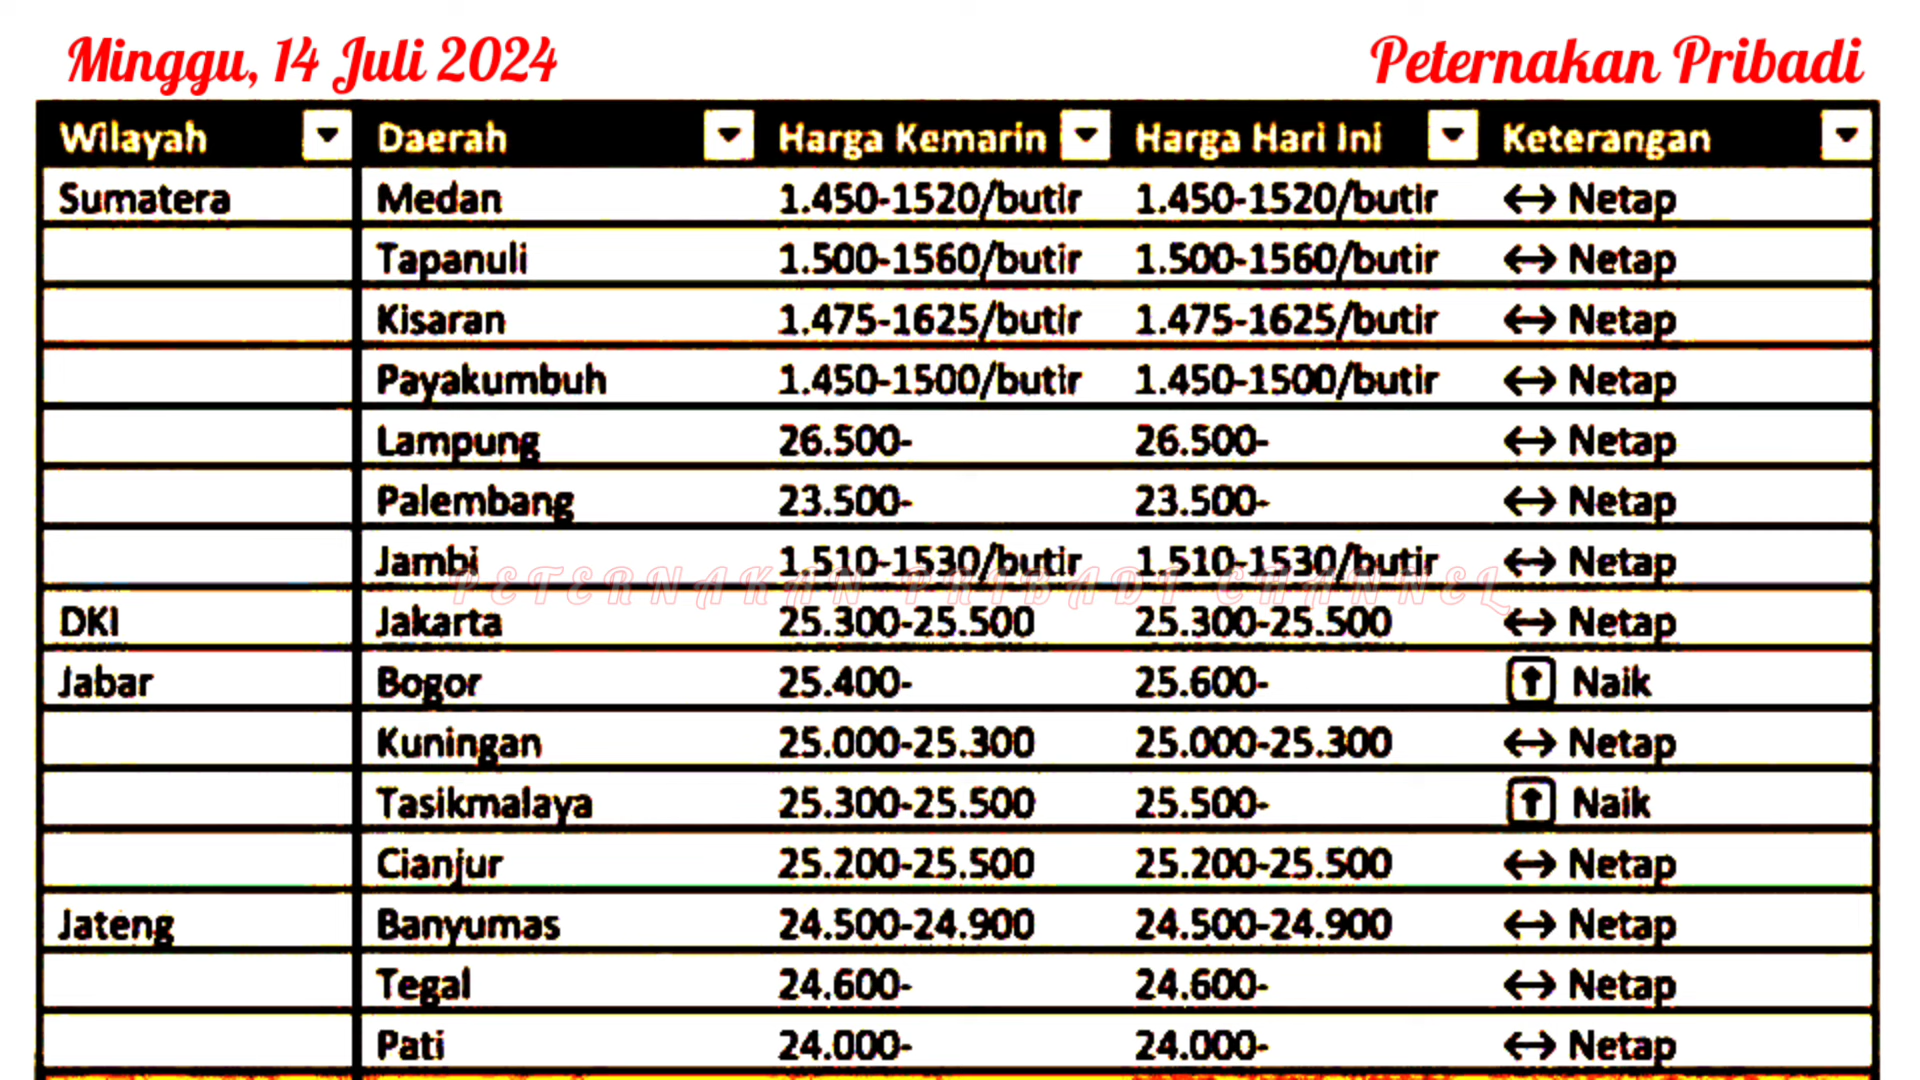 Minggu, 14 Juli 2024 Peternakan Pribadi
Wilayah Daerah Harga Kemarin Harga Hari Ini Keterangan
Sumatera Medan 1.450-1520/butir 1.450-1520/butir ↔ Netap
Tapanuli 1.500-1560/butir 1.500-1560/butir ↔ Netap
Kisaran 1.475-1625/butir 1.475-1625/butir ↔ Netap
Payakumbuh 1.450-1500/butir 1.450-1500/butir ↔ Netap
Lampung 26.500- 26.500- ↔ Netap
Palembang 23.500- 23.500- ↔ Netap
Jambi 1.510-1530/butir 1.510-1530/butir ↔ Netap
PETERNAKAN PRIBADI CHANNEL
DKI Jakarta 25.300-25.500 25.300-25.500 ↔ Netap
Jabar Bogor 25.400- 25.600- ↑ Naik
Kuningan 25.000-25.300 25.000-25.300 ↔ Netap
Tasikmalaya 25.300-25.500 25.500- ↑ Naik
Cianjur 25.200-25.500 25.200-25.500 ↔ Netap
Jateng Banyumas 24.500-24.900 24.500-24.900 ↔ Netap
Tegal 24.600- 24.600- ↔ Netap
Pati 24.000- 24.000- ↔ Netap